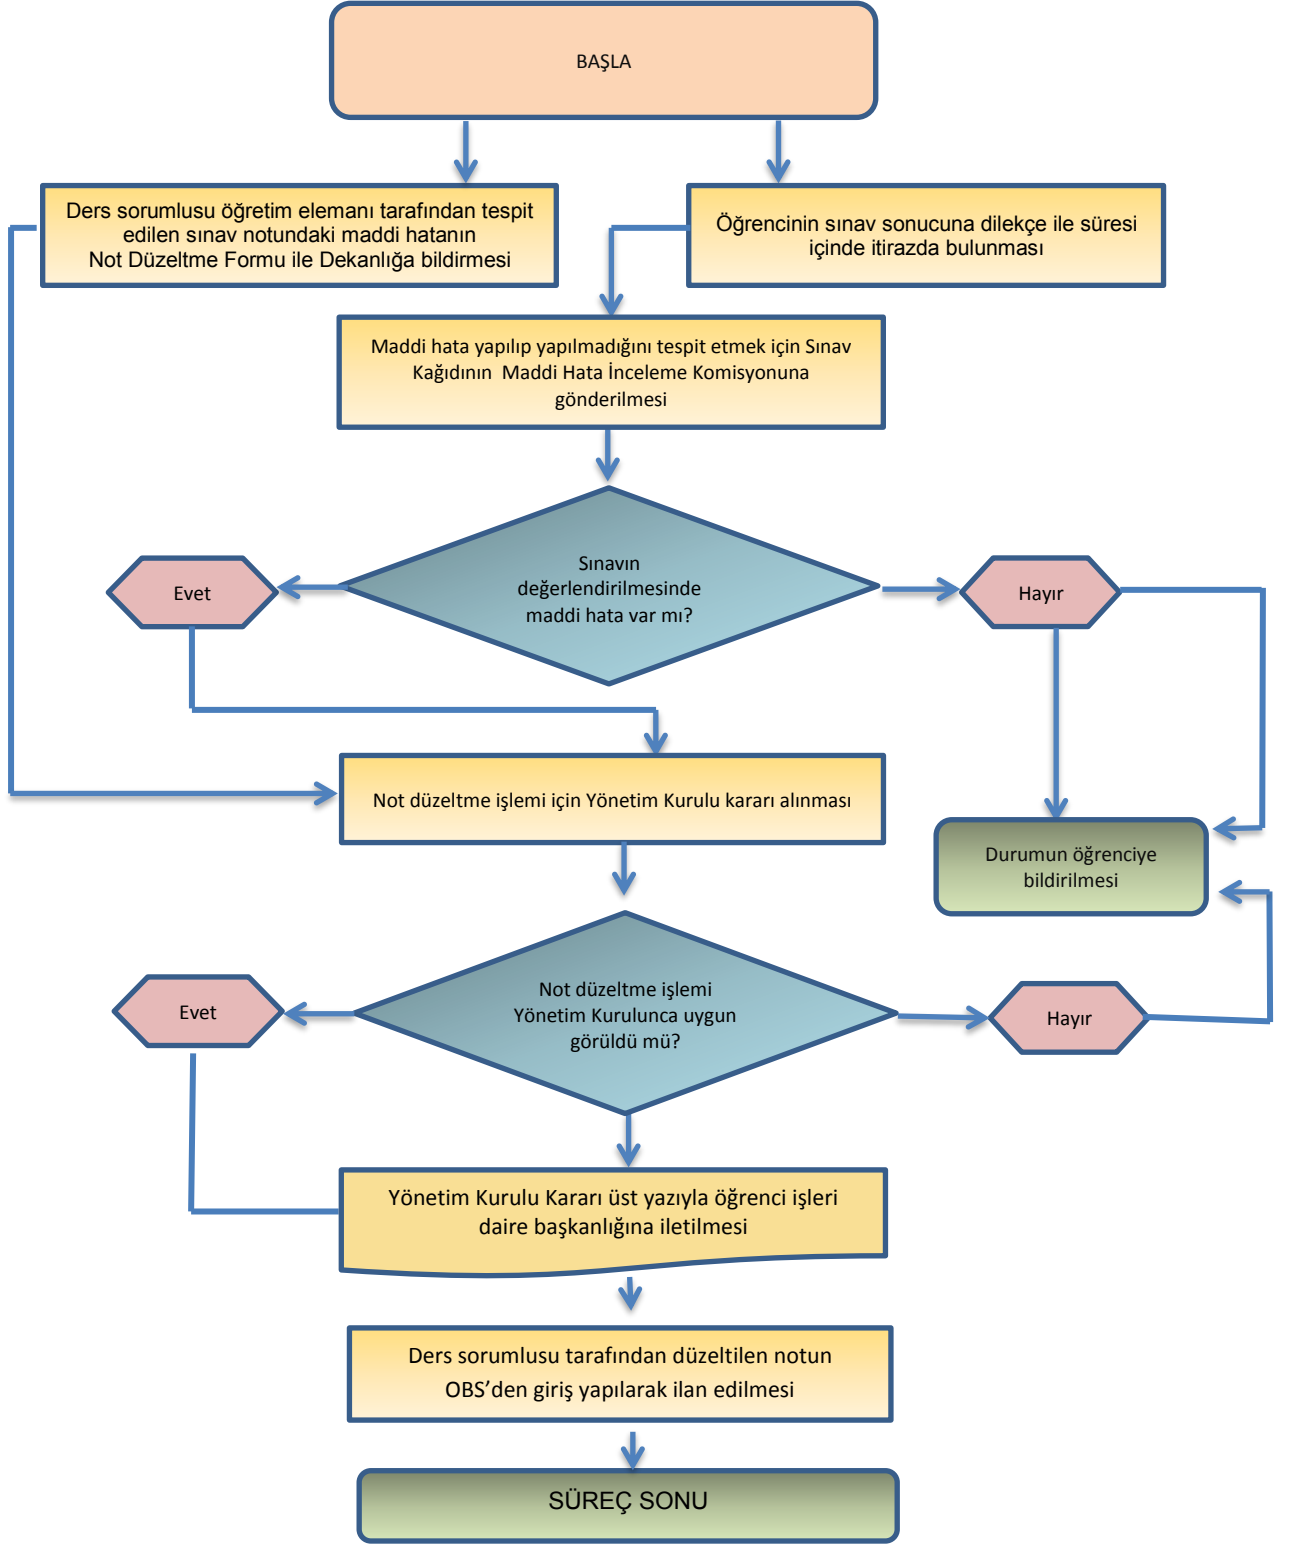 BAŞLA
Ders sorumlusu öğretim elemanı tarafından tespit
edilen sınav notundaki maddi hatanın
Not Düzeltme Formu ile Dekanlığa bildirmesi
Öğrencinin sınav sonucuna dilekçe ile süresi
içinde itirazda bulunması
Maddi hata yapılıp yapılmadığını tespit etmek için Sınav
Kağıdının Maddi Hata İnceleme Komisyonuna
gönderilmesi
Sınavın
değerlendirilmesinde
maddi hata var mı?
Evet
Hayır
Not düzeltme işlemi için Yönetim Kurulu kararı alınması
Durumun öğrenciye
bildirilmesi
Not düzeltme işlemi
Yönetim Kurulunca uygun
görüldü mü?
Evet
Hayır
Yönetim Kurulu Kararı üst yazıyla öğrenci işleri
daire başkanlığına iletilmesi
Ders sorumlusu tarafından düzeltilen notun
OBS’den giriş yapılarak ilan edilmesi
SÜREÇ SONU